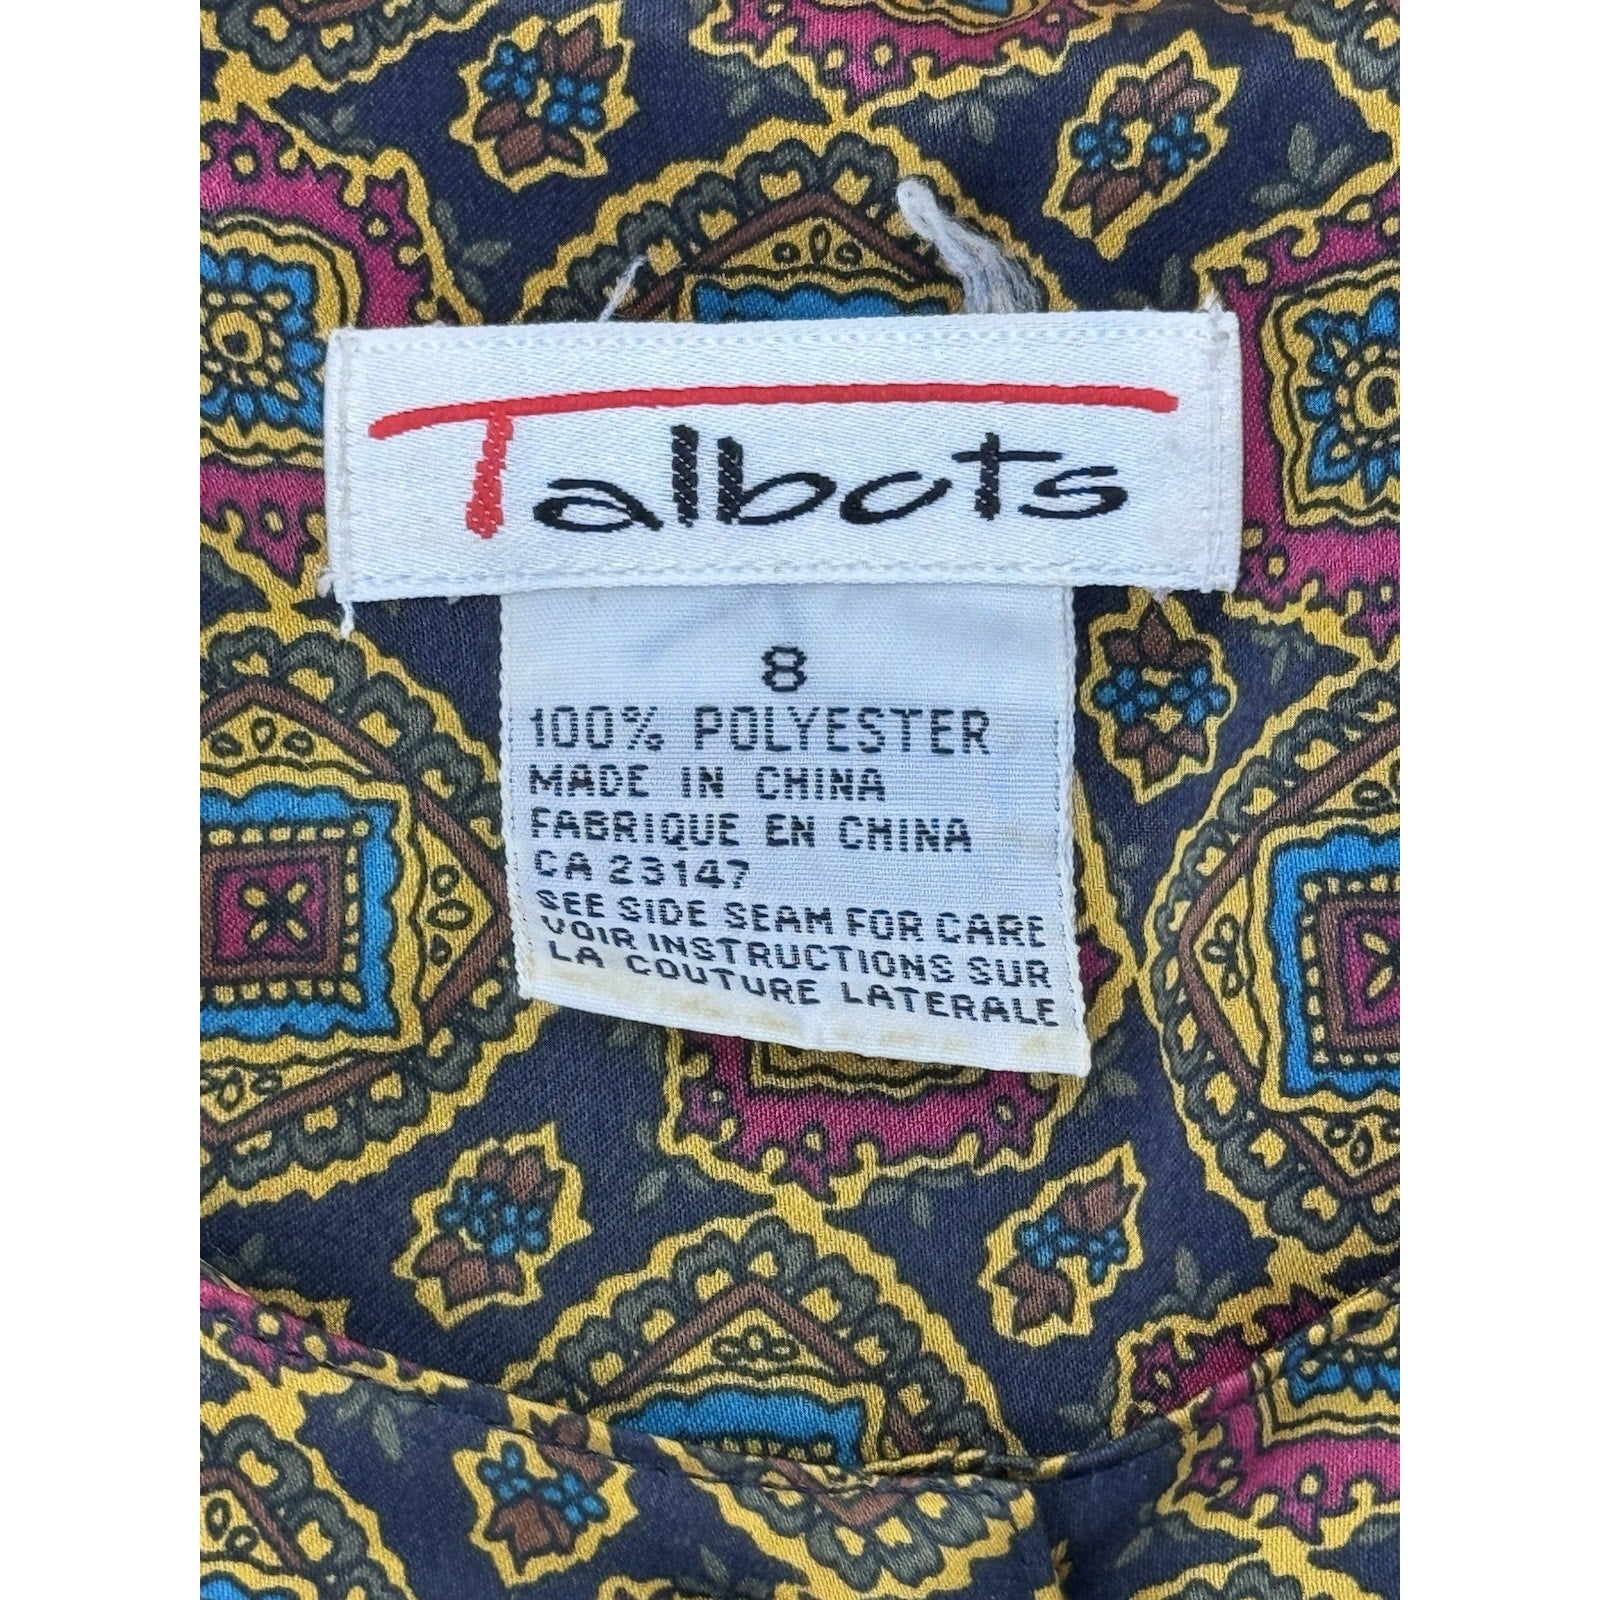 Talbots
8
100% POLYESTER
MADE IN CHINA
FABRIQUE EN CHINA
CA 23147
SEE SIDE SEAM FOR CARE
VOIR INSTRUCTIONS SUR
LA COUTURE LATERALE